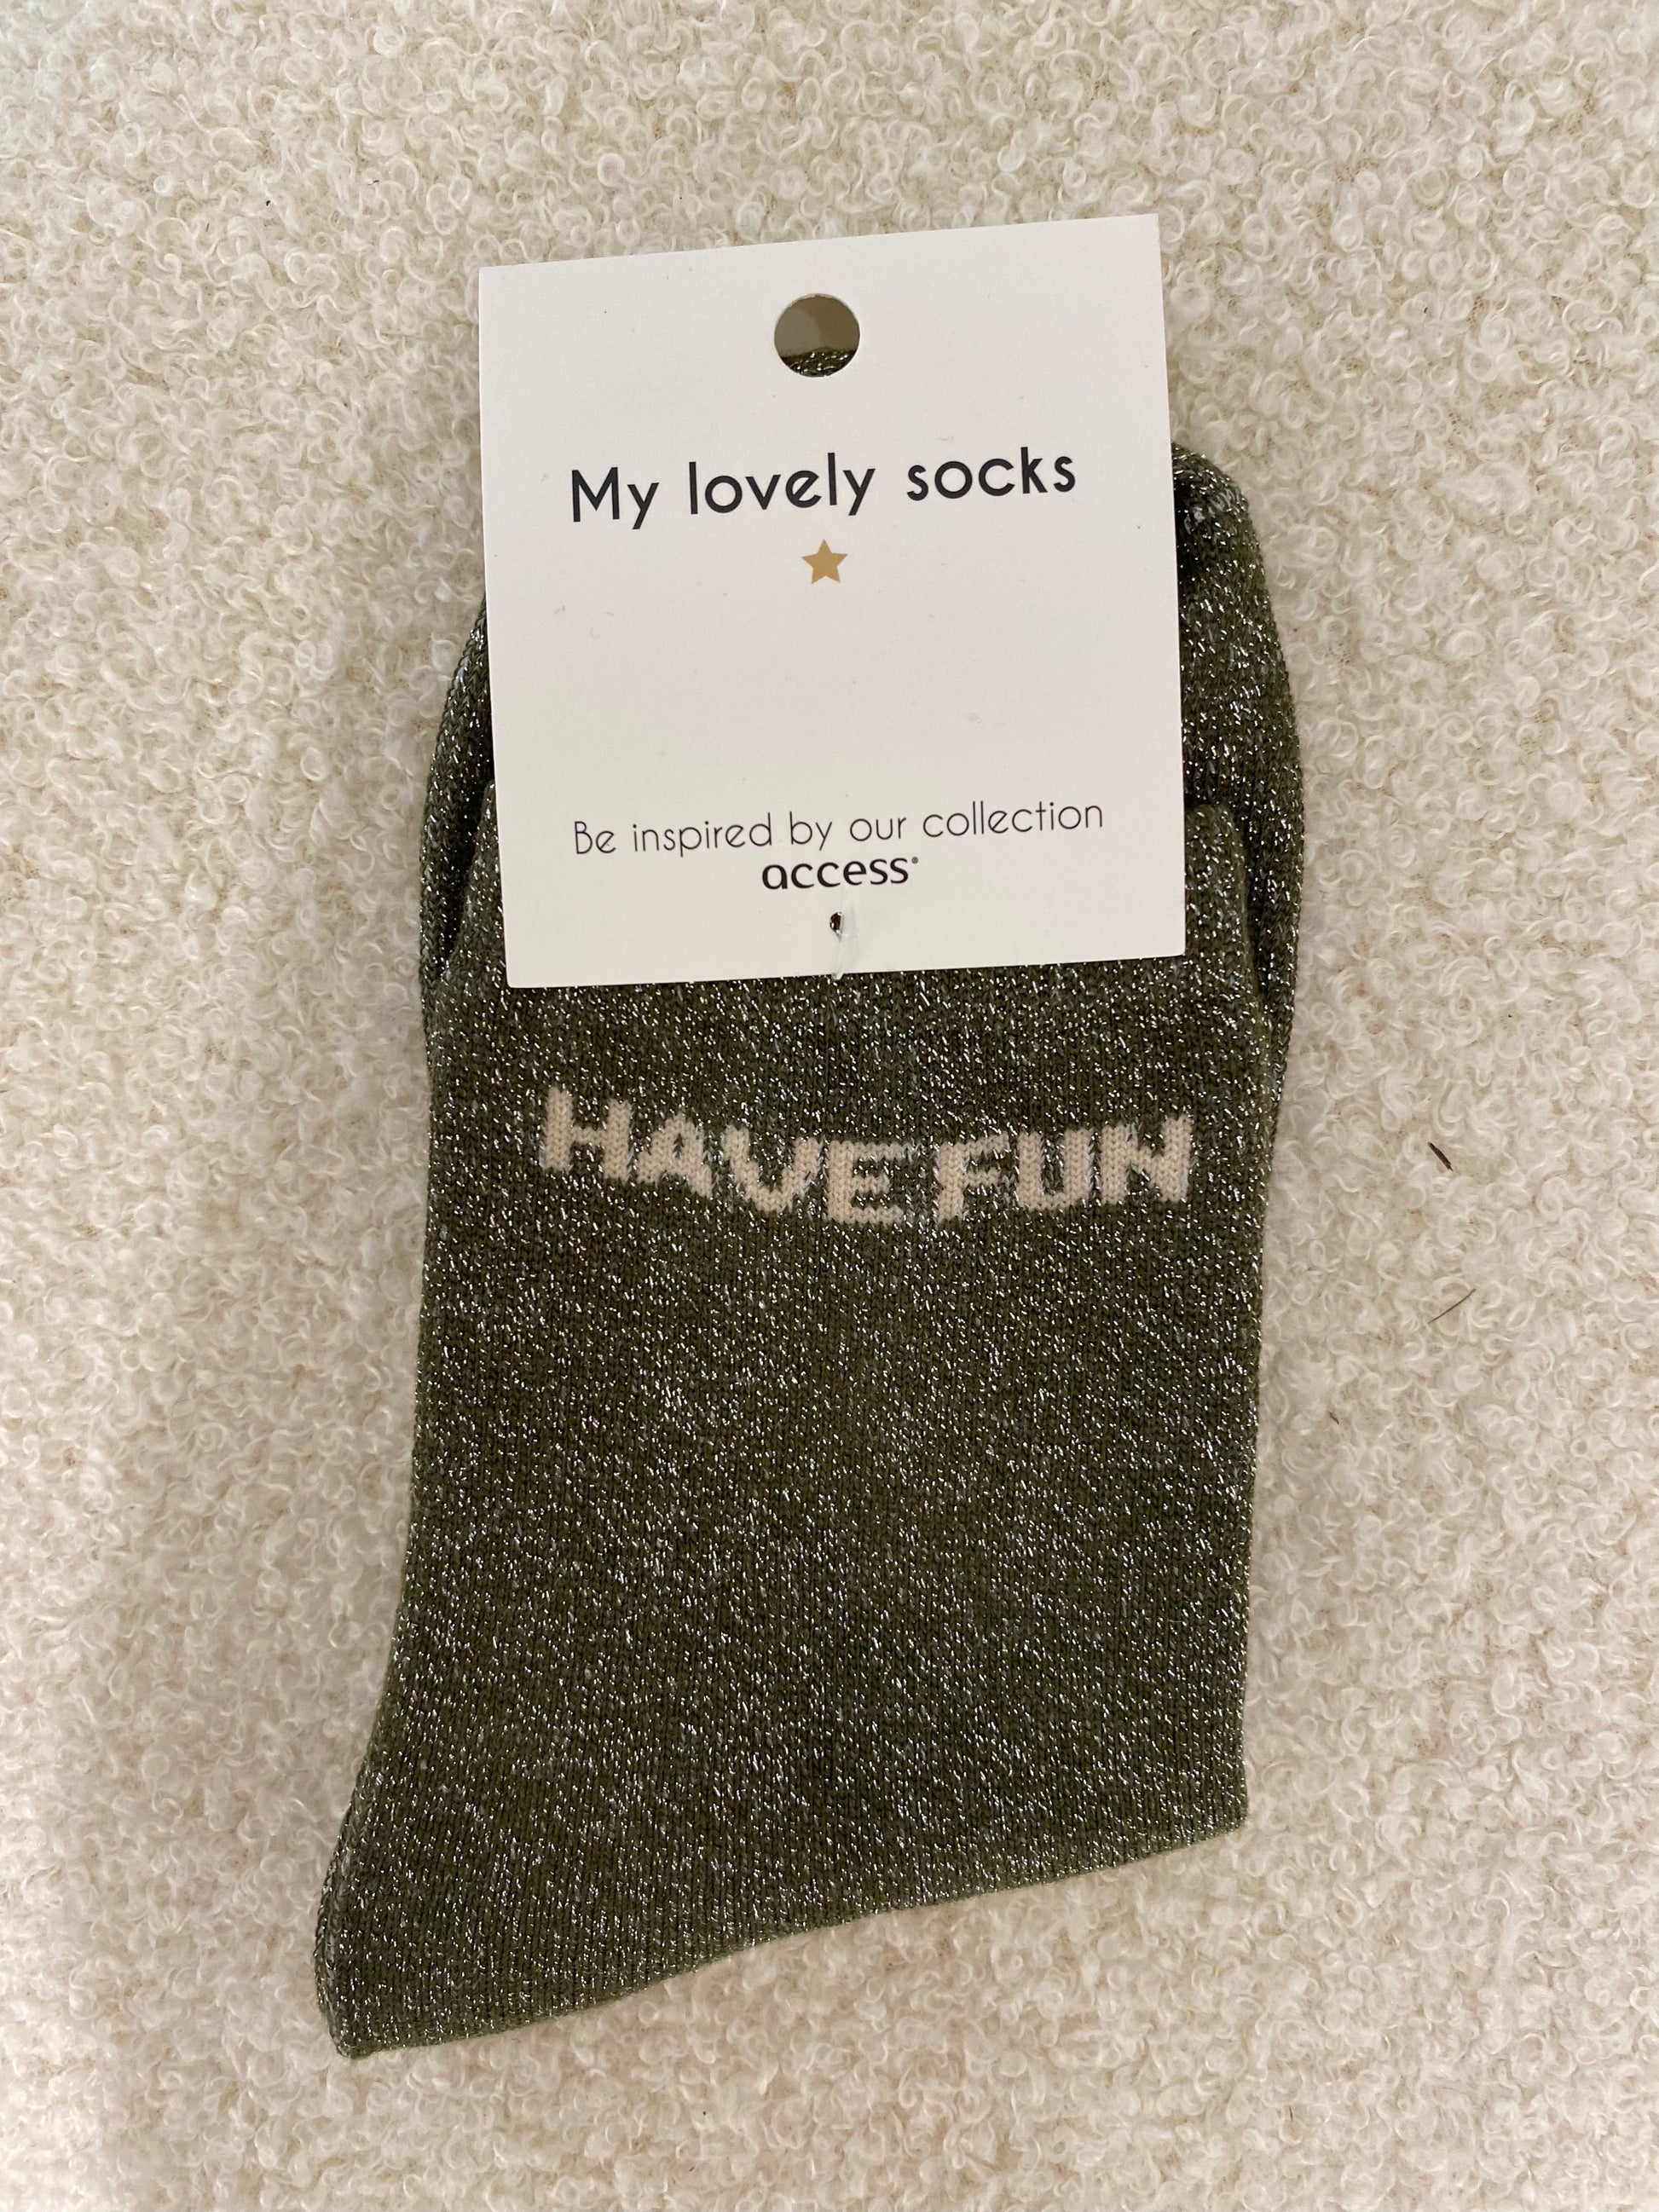 My lovely socks
Be inspired by our collection
access®
HAVE FUN